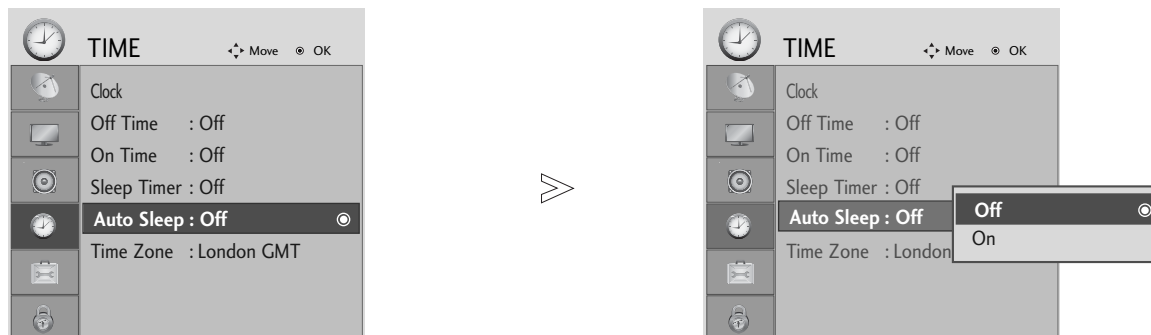 TIME Move OK
Clock
Off Time : Off
On Time : Off
Sleep Timer : Off
Auto Sleep : Off
Time Zone : London GMT
TIME Move OK
Clock
Off Time : Off
On Time : Off
Sleep Timer : Off
Auto Sleep : Off
Time Zone : London
Off
On